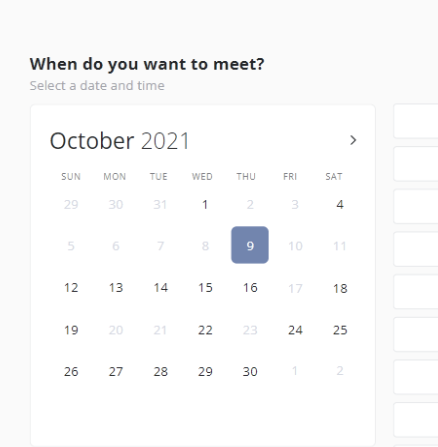 When do you want to meet?
Select a date and time
October 2021
SUN MON TUE WED THU FRI SAT
29 30 31 1 2 3 4
5 6 7 8 9 10 11
12 13 14 15 16 17 18
19 20 21 22 23 24 25
26 27 28 29 30 1 2